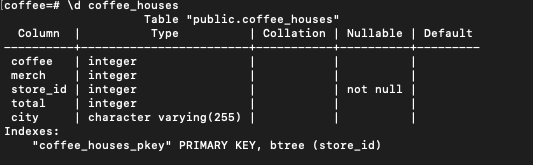 [coffee=# \d coffee_houses
Table "public.coffee_houses"
Column | Type | Collation | Nullable | Default
----------+------------------------+-----------+----------+---------
coffee | integer | | |
merch | integer | | |
store_id | integer | | not null |
total | integer | | |
city | character varying(255) | | |
Indexes:
"coffee_houses_pkey" PRIMARY KEY, btree (store_id)